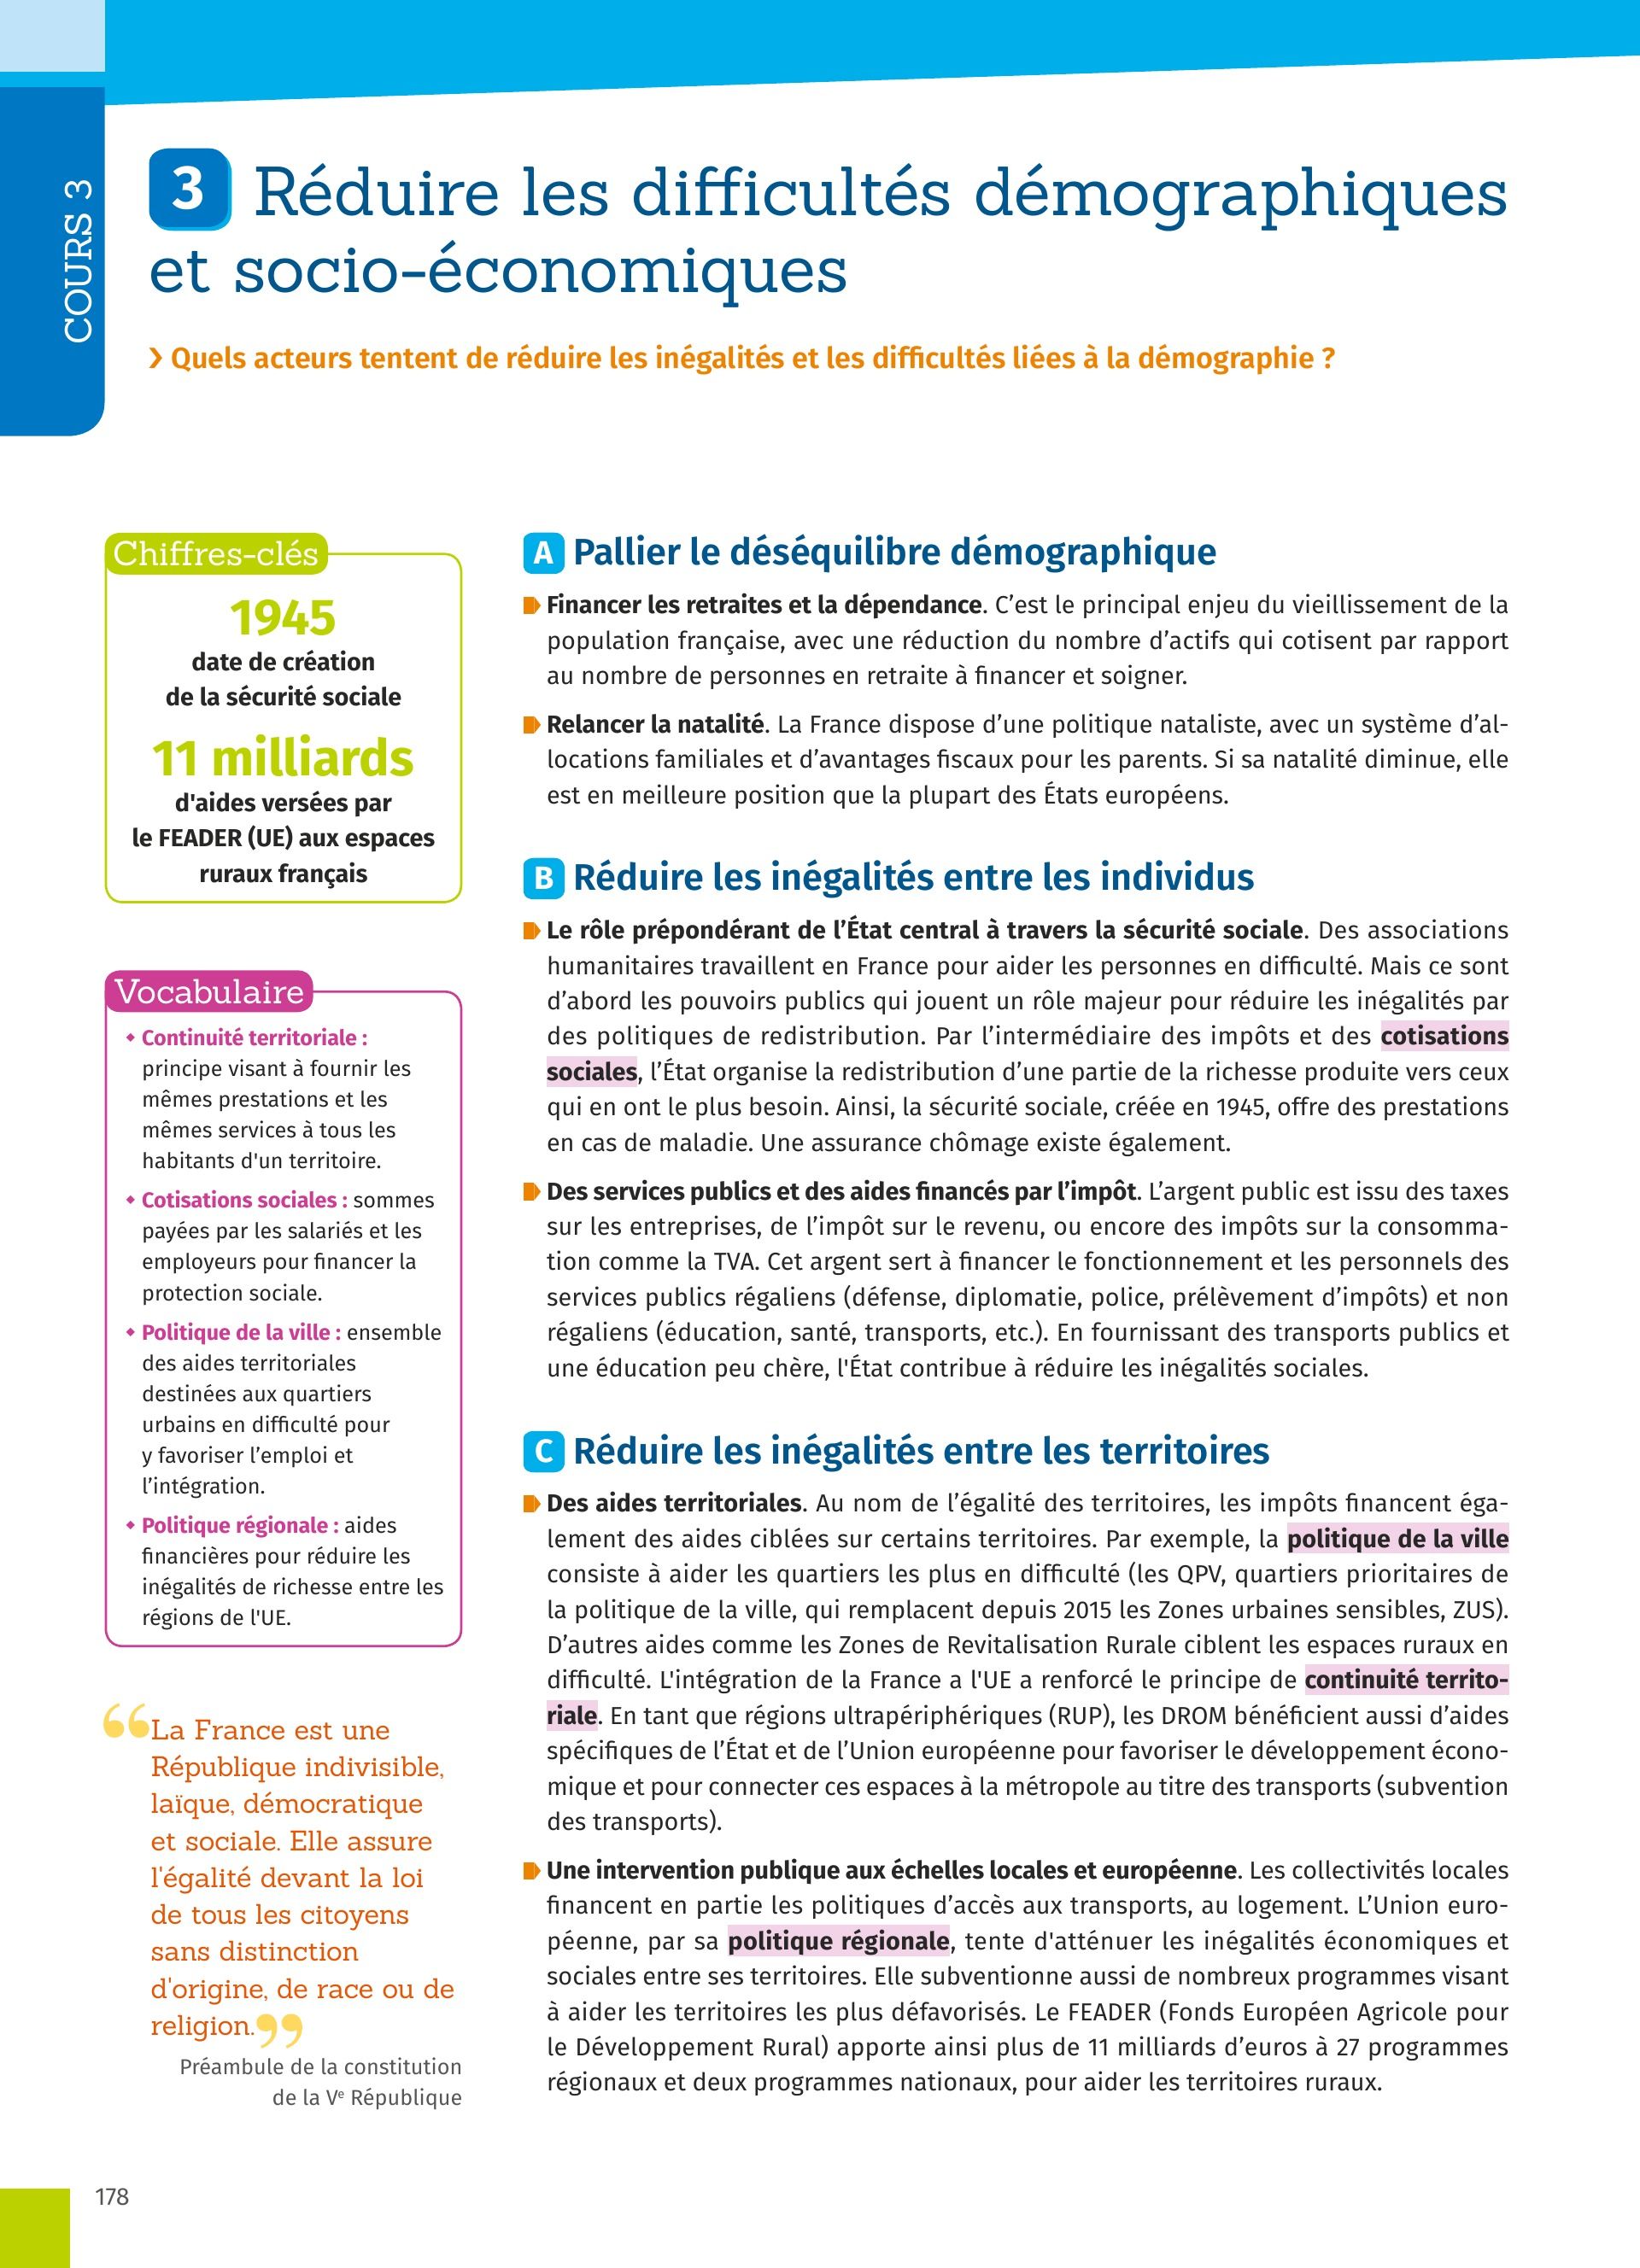 COURS 3
3 Réduire les difficultés démographiques
et socio-économiques
› Quels acteurs tentent de réduire les inégalités et les difficultés liées à la démographie ?
Chiffres-clés
1945
date de création
de la sécurité sociale
11 milliards
d'aides versées par
le FEADER (UE) aux espaces
ruraux français
Vocabulaire
Continuité territoriale :
principe visant à fournir les
mêmes prestations et les
mêmes services à tous les
habitants d'un territoire.
Cotisations sociales : sommes
payées par les salariés et les
employeurs pour financer la
protection sociale.
Politique de la ville : ensemble
des aides territoriales
destinées aux quartiers
urbains en difficulté pour
y favoriser l’emploi et
l’intégration.
Politique régionale : aides
financières pour réduire les
inégalités de richesse entre les
régions de l'UE.
“La France est une
République indivisible,
laïque, démocratique
et sociale. Elle assure
l'égalité devant la loi
de tous les citoyens
sans distinction
d'origine, de race ou de
religion.”
Préambule de la constitution
de la Ve République
A Pallier le déséquilibre démographique
Financer les retraites et la dépendance. C’est le principal enjeu du vieillissement de la
population française, avec une réduction du nombre d’actifs qui cotisent par rapport
au nombre de personnes en retraite à financer et soigner.
Relancer la natalité. La France dispose d’une politique nataliste, avec un système d’al-
locations familiales et d’avantages fiscaux pour les parents. Si sa natalité diminue, elle
est en meilleure position que la plupart des États européens.
B Réduire les inégalités entre les individus
Le rôle prépondérant de l’État central à travers la sécurité sociale. Des associations
humanitaires travaillent en France pour aider les personnes en difficulté. Mais ce sont
d’abord les pouvoirs publics qui jouent un rôle majeur pour réduire les inégalités par
des politiques de redistribution. Par l’intermédiaire des impôts et des cotisations
sociales, l’État organise la redistribution d’une partie de la richesse produite vers ceux
qui en ont le plus besoin. Ainsi, la sécurité sociale, créée en 1945, offre des prestations
en cas de maladie. Une assurance chômage existe également.
Des services publics et des aides financés par l’impôt. L’argent public est issu des taxes
sur les entreprises, de l’impôt sur le revenu, ou encore des impôts sur la consomma-
tion comme la TVA. Cet argent sert à financer le fonctionnement et les personnels des
services publics régaliens (défense, diplomatie, police, prélèvement d’impôts) et non
régaliens (éducation, santé, transports, etc.). En fournissant des transports publics et
une éducation peu chère, l'État contribue à réduire les inégalités sociales.
C Réduire les inégalités entre les territoires
Des aides territoriales. Au nom de l’égalité des territoires, les impôts financent éga-
lement des aides ciblées sur certains territoires. Par exemple, la politique de la ville
consiste à aider les quartiers les plus en difficulté (les QPV, quartiers prioritaires de
la politique de la ville, qui remplacent depuis 2015 les Zones urbaines sensibles, ZUS).
D’autres aides comme les Zones de Revitalisation Rurale ciblent les espaces ruraux en
difficulté. L'intégration de la France a l'UE a renforcé le principe de continuité territo-
riale. En tant que régions ultrapériphériques (RUP), les DROM bénéficient aussi d’aides
spécifiques de l’État et de l’Union européenne pour favoriser le développement écono-
mique et pour connecter ces espaces à la métropole au titre des transports (subvention
des transports).
Une intervention publique aux échelles locales et européenne. Les collectivités locales
financent en partie les politiques d’accès aux transports, au logement. L’Union euro-
péenne, par sa politique régionale, tente d'atténuer les inégalités économiques et
sociales entre ses territoires. Elle subventionne aussi de nombreux programmes visant
à aider les territoires les plus défavorisés. Le FEADER (Fonds Européen Agricole pour
le Développement Rural) apporte ainsi plus de 11 milliards d’euros à 27 programmes
régionaux et deux programmes nationaux, pour aider les territoires ruraux.
178